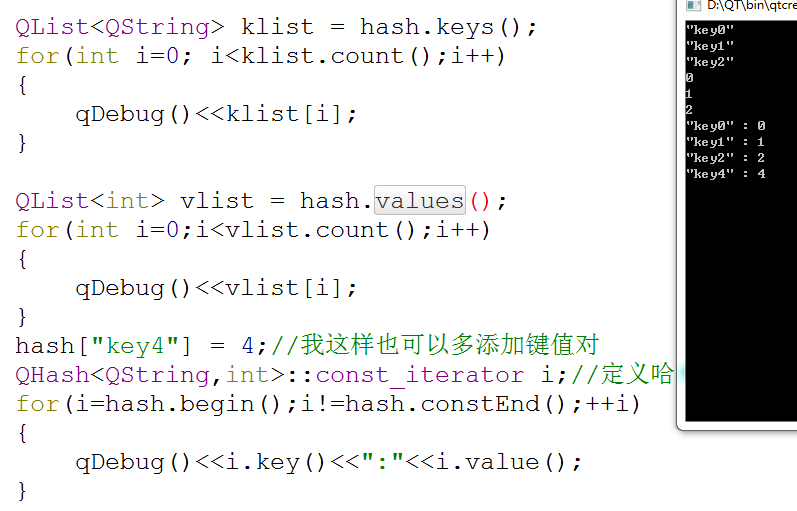 QList<QString> klist = hash.keys();
for(int i=0; i<klist.count();i++)
{
    qDebug()<<klist[i];
}
QList<int> vlist = hash.values();
for(int i=0;i<vlist.count();i++)
{
    qDebug()<<vlist[i];
}
hash["key4"] = 4;//我这样也可以多添加键值对
QHash<QString,int>::const_iterator i;//定义哈
for(i=hash.begin();i!=hash.constEnd();++i)
{
    qDebug()<<i.key()<<":"<<i.value();
}
D:\QT\bin\qtcre
"key0"
"key1"
"key2"
0
1
2
"key0" : 0
"key1" : 1
"key2" : 2
"key4" : 4